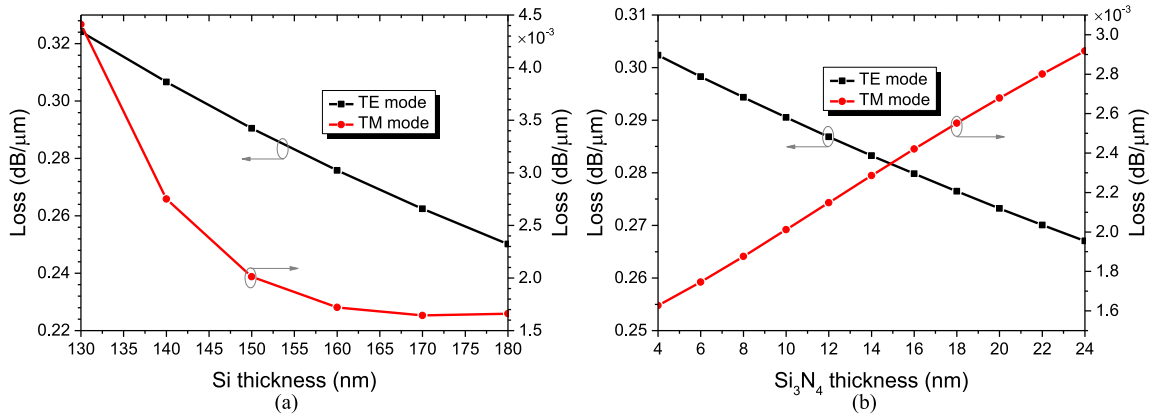 0.32
0.30
0.28
0.26
0.24
0.22
Loss (dB/μm)
130 135 140 145 150 155 160 165 170 175 180
Si thickness (nm)
(a)
TE mode
TM mode
4.5
×10⁻³
4.0
3.5
3.0
2.5
2.0
1.5
Loss (dB/μm)
0.31
0.30
0.29
0.28
0.27
0.26
0.25
Loss (dB/μm)
4 6 8 10 12 14 16 18 20 22 24
Si₃N₄ thickness (nm)
(b)
TE mode
TM mode
×10⁻³
3.0
2.8
2.6
2.4
2.2
2.0
1.8
1.6
Loss (dB/μm)